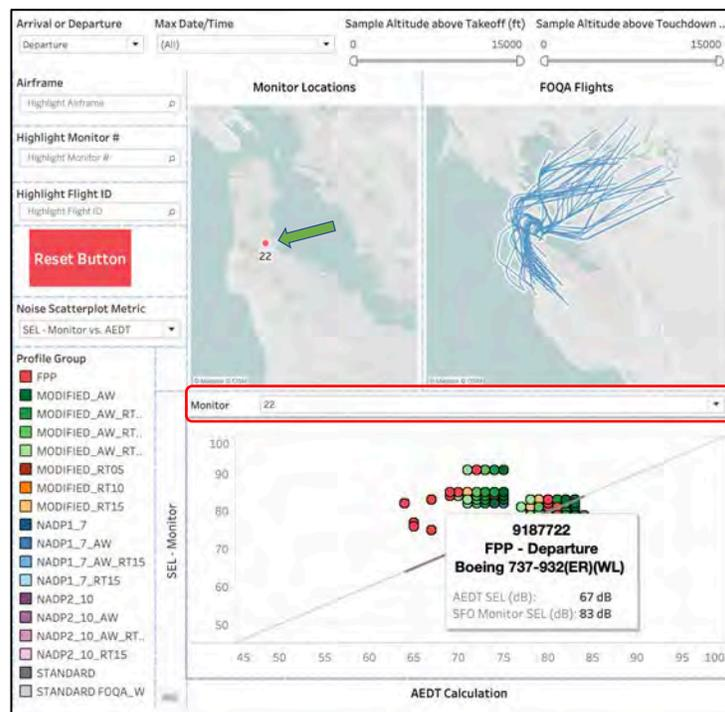 Arrival or Departure
Departure
Max Date/Time
(All)
Sample Altitude above Takeoff (ft)
0 15000
Sample Altitude above Touchdown ..
0 15000
Airframe
Highlight Airframe
Highlight Monitor #
Highlight Monitor #
Highlight Flight ID
Highlight Flight ID
Reset Button
Noise Scatterplot Metric
SEL - Monitor vs. AEDT
Profile Group
FPP
MODIFIED_AW
MODIFIED_AW_RT..
MODIFIED_AW_RT..
MODIFIED_AW_RT..
MODIFIED_RT05
MODIFIED_RT10
MODIFIED_RT15
NADP1_7
NADP1_7_AW
NADP1_7_AW_RT15
NADP1_7_RT15
NADP2_10
NADP2_10_AW
NADP2_10_AW_RT..
NADP2_10_RT15
STANDARD
STANDARD FOQA_W
Monitor Locations
22
© Mapbox © OSM
FOQA Flights
© Mapbox © OSM
Monitor 22
SEL - Monitor
100
90
80
70
60
50
9187722
FPP - Departure
Boeing 737-932(ER)(WL)
AEDT SEL (dB): 67 dB
SFO Monitor SEL (dB): 83 dB
45 50 55 60 65 70 75 80 85 90 95 100
AEDT Calculation